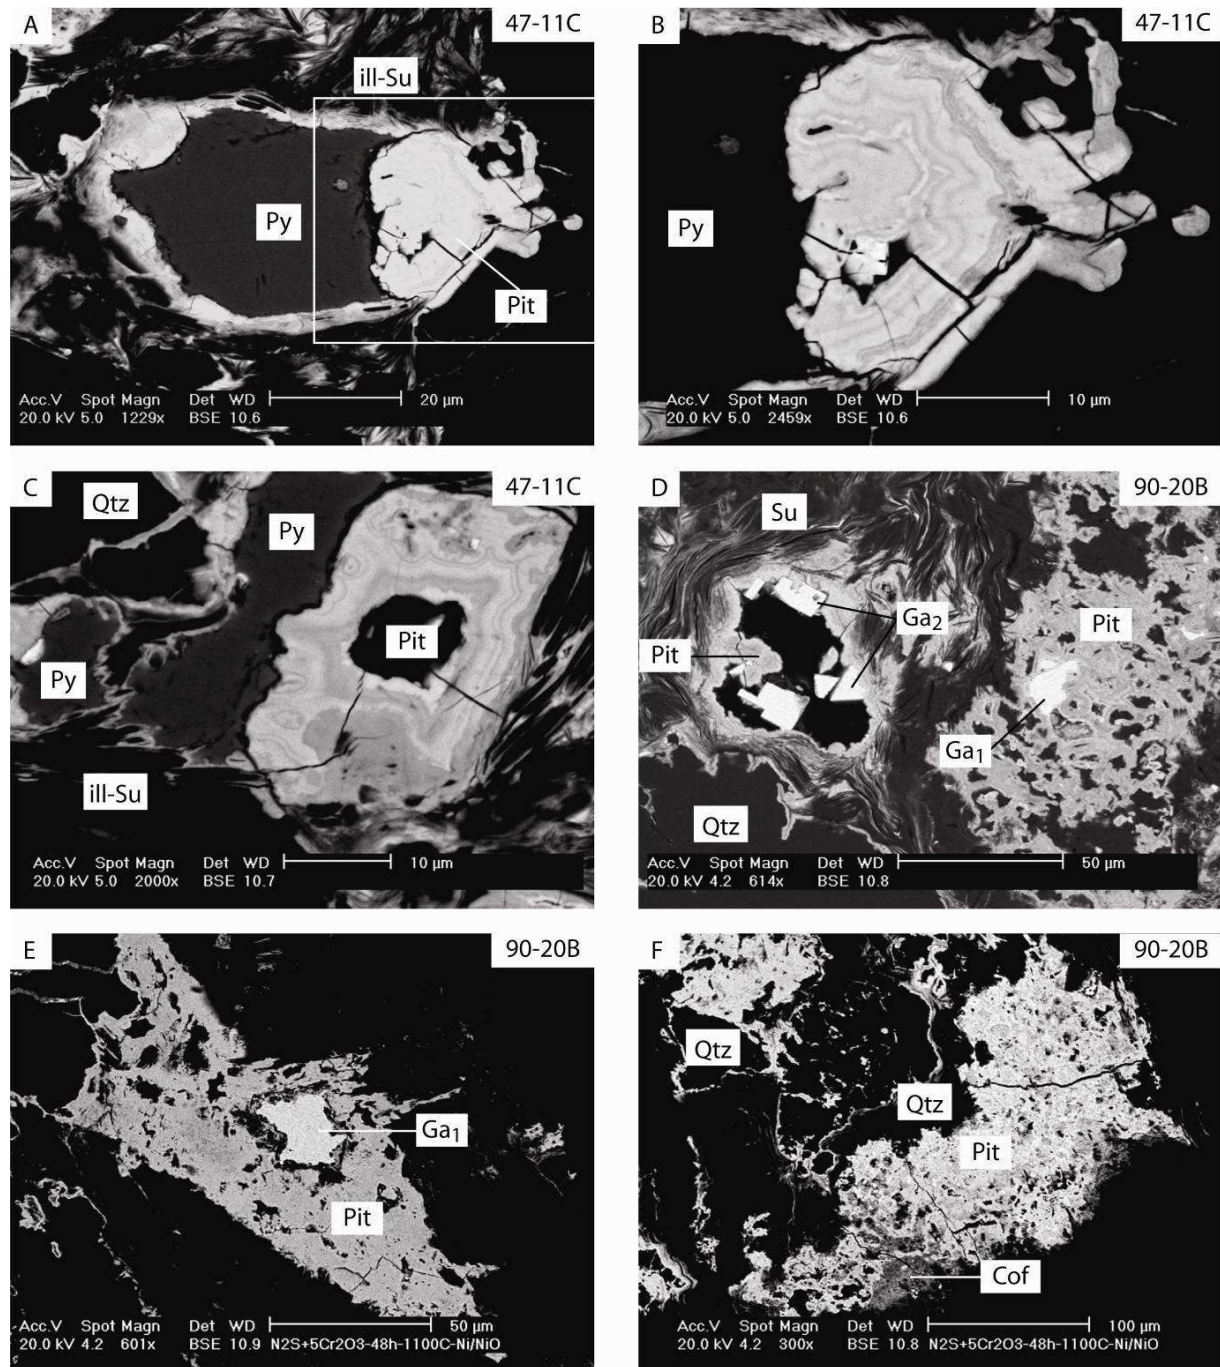 A
47-11C
ill-Su
Py
Pit
Acc.V Spot Magn Det WD 20 µm
20.0 kV 5.0 1229x BSE 10.6
B
47-11C
Py
Acc.V Spot Magn Det WD 10 µm
20.0 kV 5.0 2459x BSE 10.6
C
47-11C
Qtz
Py
Pit
Py
ill-Su
Acc.V Spot Magn Det WD 10 µm
20.0 kV 5.0 2000x BSE 10.7
D
90-20B
Su
Ga2
Pit
Pit
Ga1
Qtz
Acc.V Spot Magn Det WD 50 µm
20.0 kV 4.2 614x BSE 10.8
E
90-20B
Ga1
Pit
Acc.V Spot Magn Det WD 50 µm
20.0 kV 4.2 601x BSE 10.9 N2S+5Cr2O3-48h-1100C-Ni/NiO
F
90-20B
Qtz
Qtz
Pit
Cof
Acc.V Spot Magn Det WD 100 µm
20.0 kV 4.2 300x BSE 10.8 N2S+5Cr2O3-48h-1100C-Ni/NiO